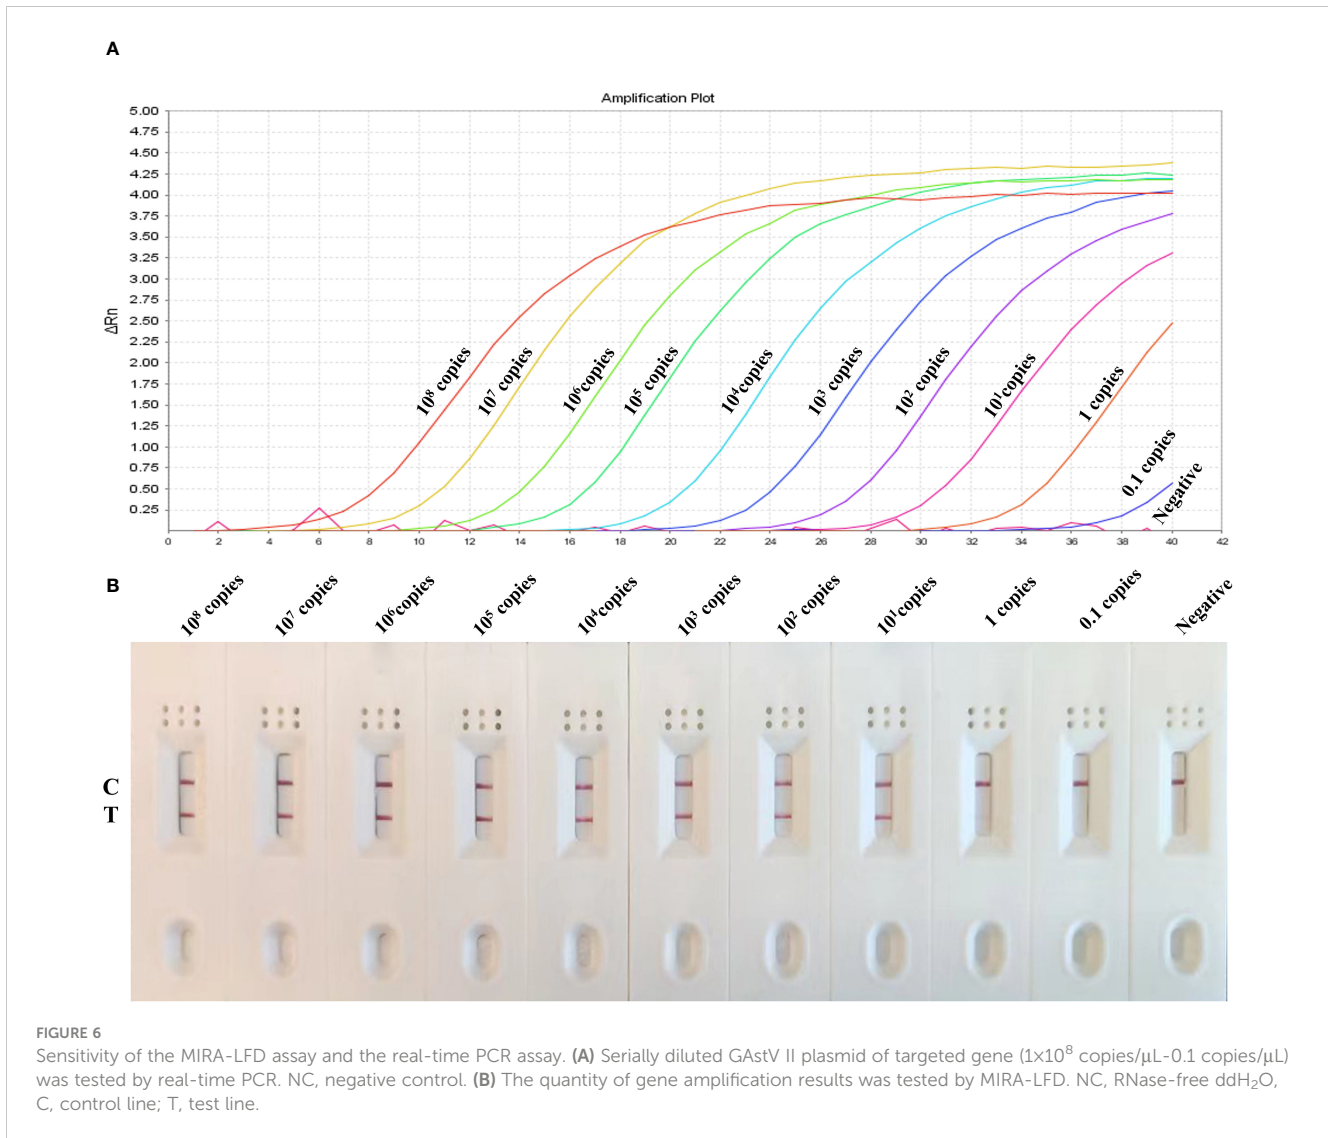 A
Amplification Plot
5.00
4.75
4.50
4.25
4.00
3.75
3.50
3.25
3.00
2.75
2.50
2.25
2.00
1.75
1.50
1.25
1.00
0.75
0.50
0.25
ΔRn
10⁸ copies
10⁷ copies
10⁶copies
10⁵ copies
10⁴copies
10³ copies
10² copies
10¹copies
1 copies
0.1 copies
Negative
0 2 4 6 8 10 12 14 16 18 20 22 24 26 28 30 32 34 36 38 40 42
B
10⁸ copies
10⁷ copies
10⁶copies
10⁵ copies
10⁴copies
10³ copies
10² copies
10¹copies
1 copies
0.1 copies
Negative
C
T
FIGURE 6
Sensitivity of the MIRA-LFD assay and the real-time PCR assay. (A) Serially diluted GAstV II plasmid of targeted gene (1×10⁸ copies/μL-0.1 copies/μL)
was tested by real-time PCR. NC, negative control. (B) The quantity of gene amplification results was tested by MIRA-LFD. NC, RNase-free ddH₂O,
C, control line; T, test line.